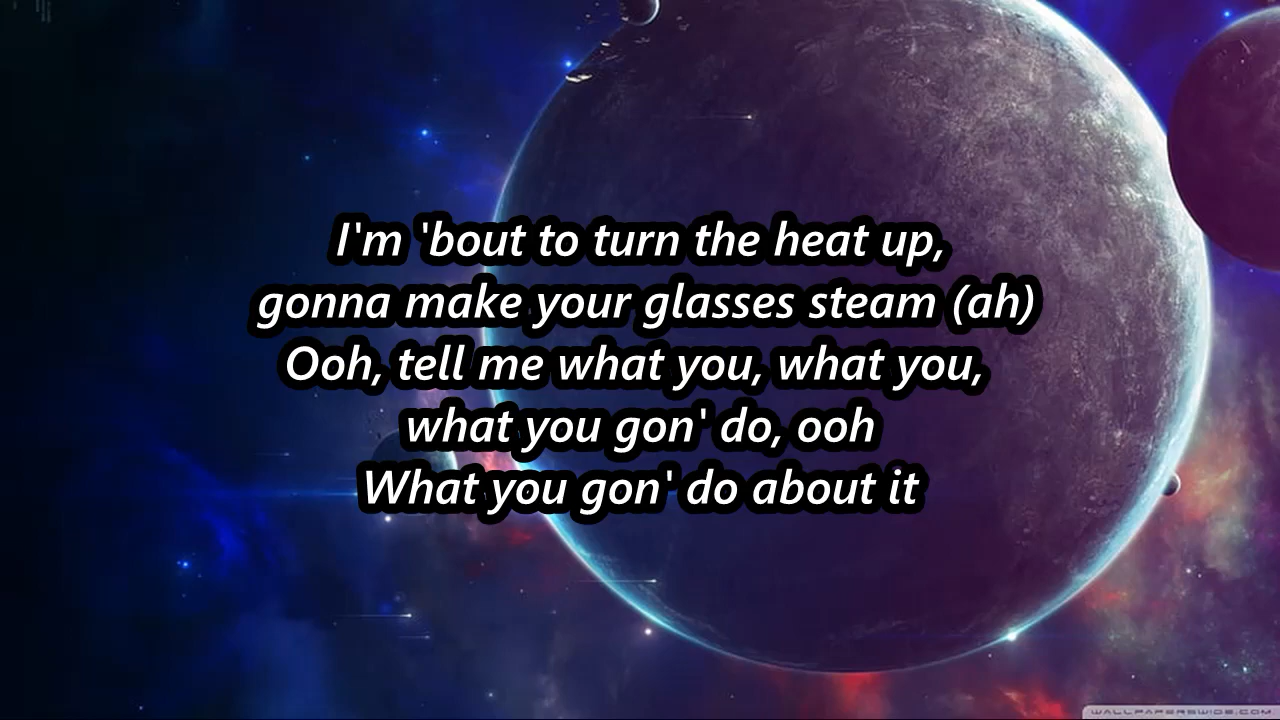 I'm 'bout to turn the heat up,
gonna make your glasses steam (ah)
Ooh, tell me what you, what you,
what you gon' do, ooh
What you gon' do about it
WALLPAPERSWIDE.COM